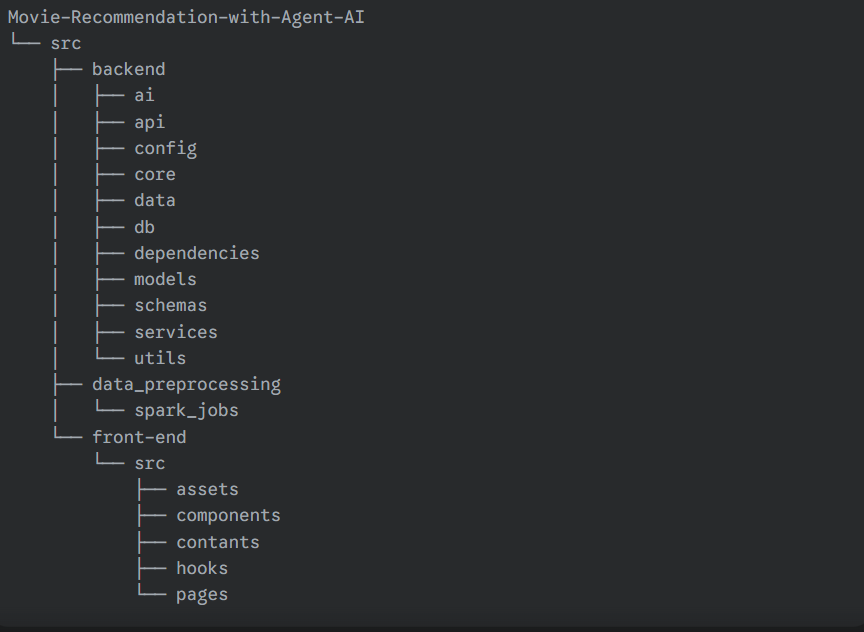 Movie-Recommendation-with-Agent-AI
└── src
    ├── backend
    │   ├── ai
    │   ├── api
    │   ├── config
    │   ├── core
    │   ├── data
    │   ├── db
    │   ├── dependencies
    │   ├── models
    │   ├── schemas
    │   ├── services
    │   └── utils
    ├── data_preprocessing
    │   └── spark_jobs
    └── front-end
        └── src
            ├── assets
            ├── components
            ├── contants
            ├── hooks
            └── pages